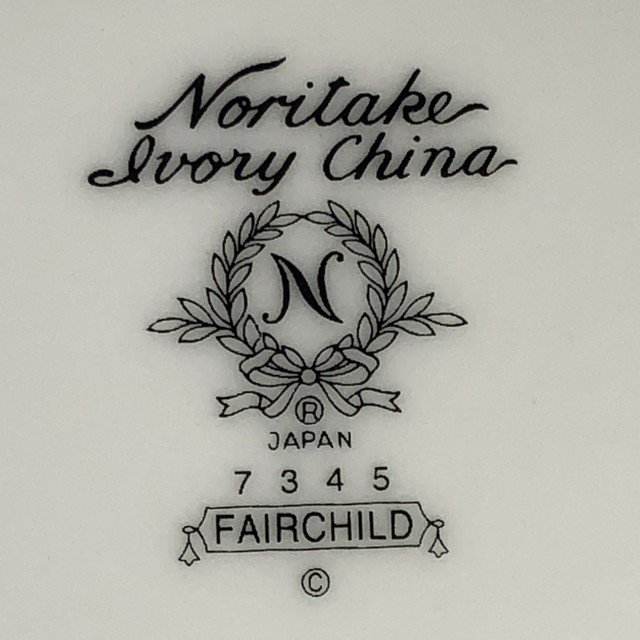 Noritake
Ivory China
N
®
JAPAN
7345
FAIRCHILD
©